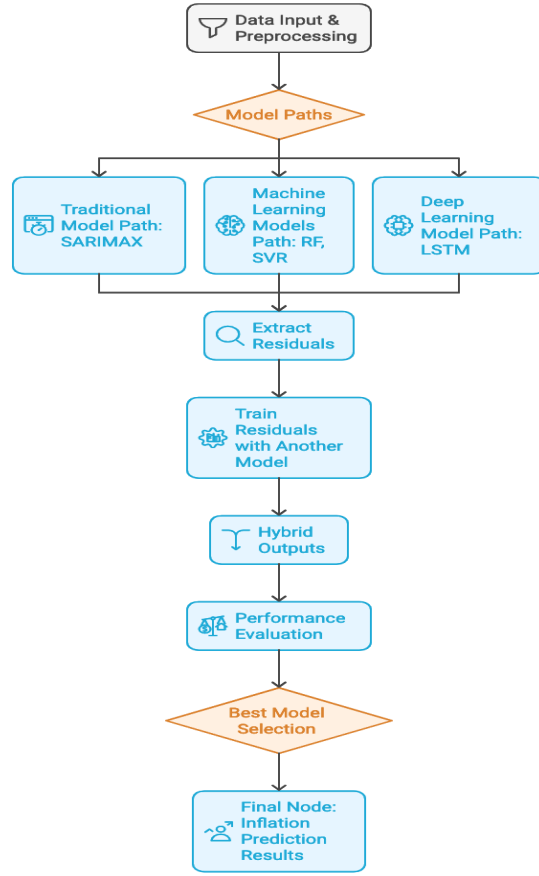 Data Input &
Preprocessing
Model Paths
Traditional
Model Path:
SARIMAX
Machine
Learning
Models
Path: RF,
SVR
Deep
Learning
Model Path:
LSTM
Extract
Residuals
Train
Residuals
with Another
Model
Hybrid
Outputs
Performance
Evaluation
Best Model
Selection
Final Node:
Inflation
Prediction
Results